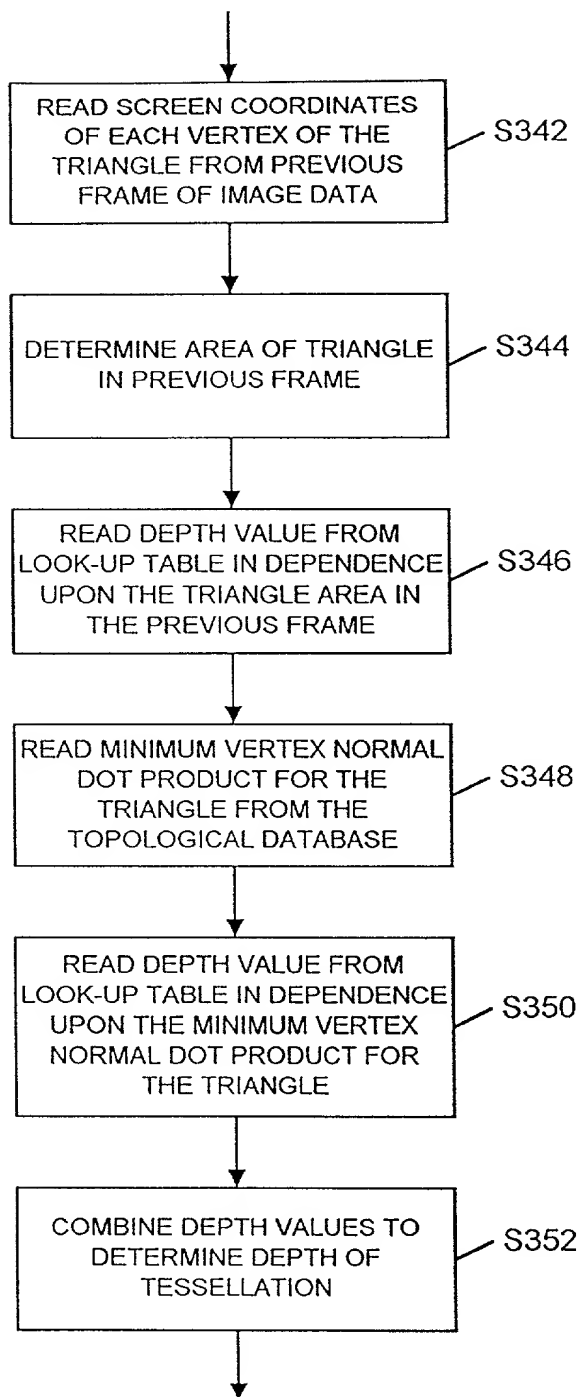 READ SCREEN COORDINATES
OF EACH VERTEX OF THE
TRIANGLE FROM PREVIOUS
FRAME OF IMAGE DATA
S342
DETERMINE AREA OF TRIANGLE
IN PREVIOUS FRAME
S344
READ DEPTH VALUE FROM
LOOK-UP TABLE IN DEPENDENCE
UPON THE TRIANGLE AREA IN
THE PREVIOUS FRAME
S346
READ MINIMUM VERTEX NORMAL
DOT PRODUCT FOR THE
TRIANGLE FROM THE
TOPOLOGICAL DATABASE
S348
READ DEPTH VALUE FROM
LOOK-UP TABLE IN DEPENDENCE
UPON THE MINIMUM VERTEX
NORMAL DOT PRODUCT FOR
THE TRIANGLE
S350
COMBINE DEPTH VALUES TO
DETERMINE DEPTH OF
TESSELLATION
S352